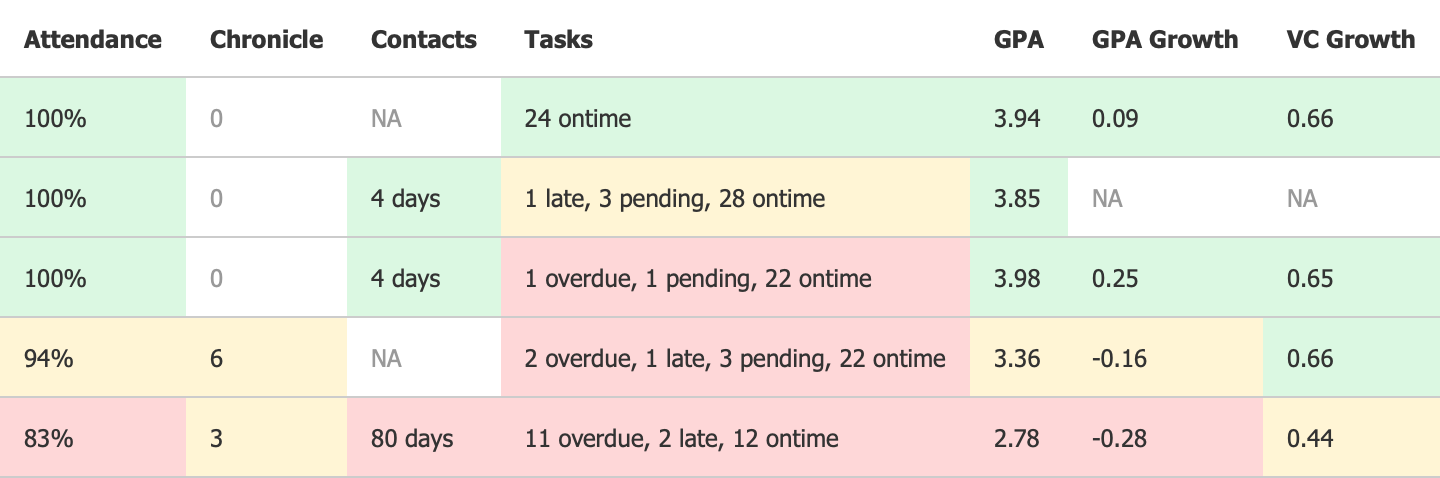 Attendance Chronicle Contacts Tasks GPA GPA Growth VC Growth
100% 0 NA 24 ontime 3.94 0.09 0.66
100% 0 4 days 1 late, 3 pending, 28 ontime 3.85 NA NA
100% 0 4 days 1 overdue, 1 pending, 22 ontime 3.98 0.25 0.65
94% 6 NA 2 overdue, 1 late, 3 pending, 22 ontime 3.36 -0.16 0.66
83% 3 80 days 11 overdue, 2 late, 12 ontime 2.78 -0.28 0.44